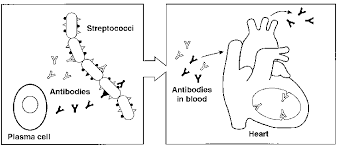 Streptococci
Antibodies
Plasma cell
Antibodies
in blood
Heart